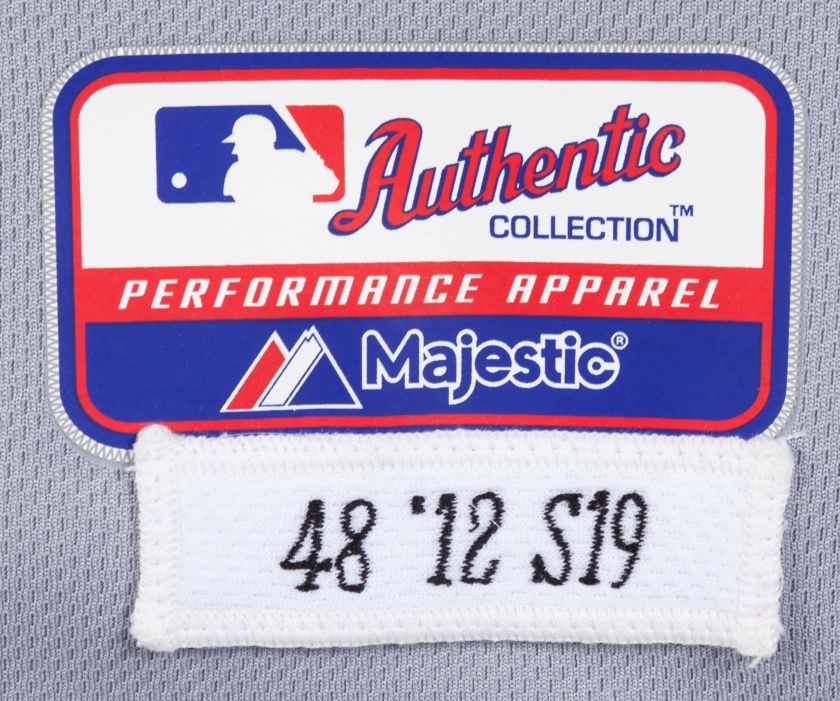 Authentic
COLLECTION™
PERFORMANCE APPAREL
Majestic®
48 '12 S19